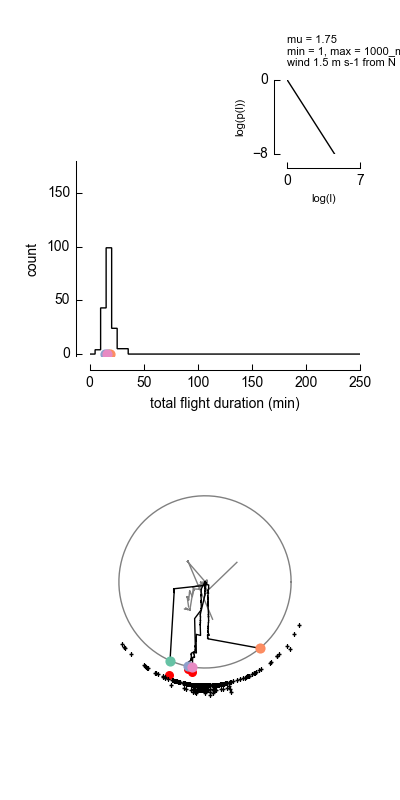 mu = 1.75
min = 1, max = 1000_m
wind 1.5 m s-1 from N
0
log(p(l))
−8
0
7
log(l)
150
100
count
50
0
0
50
100
150
200
250
total flight duration (min)